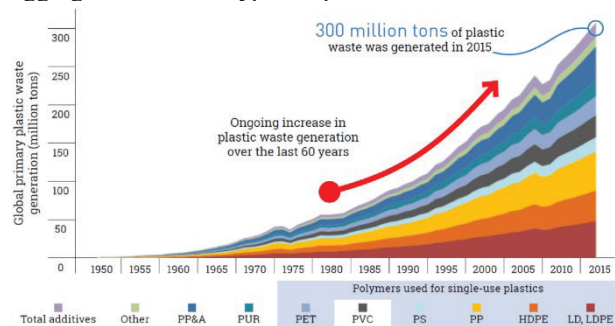 300 million tons of plastic
waste was generated in 2015
Ongoing increase in
plastic waste generation
over the last 60 years
Global primary plastic waste
generation (million tons)
300
250
200
150
100
50
0
1950 1955 1960 1965 1970 1975 1980 1985 1990 1995 2000 2005 2010 2015
Polymers used for single-use plastics
Total additives Other PP&A PUR PET PVC PS PP HDPE LD, LDPE